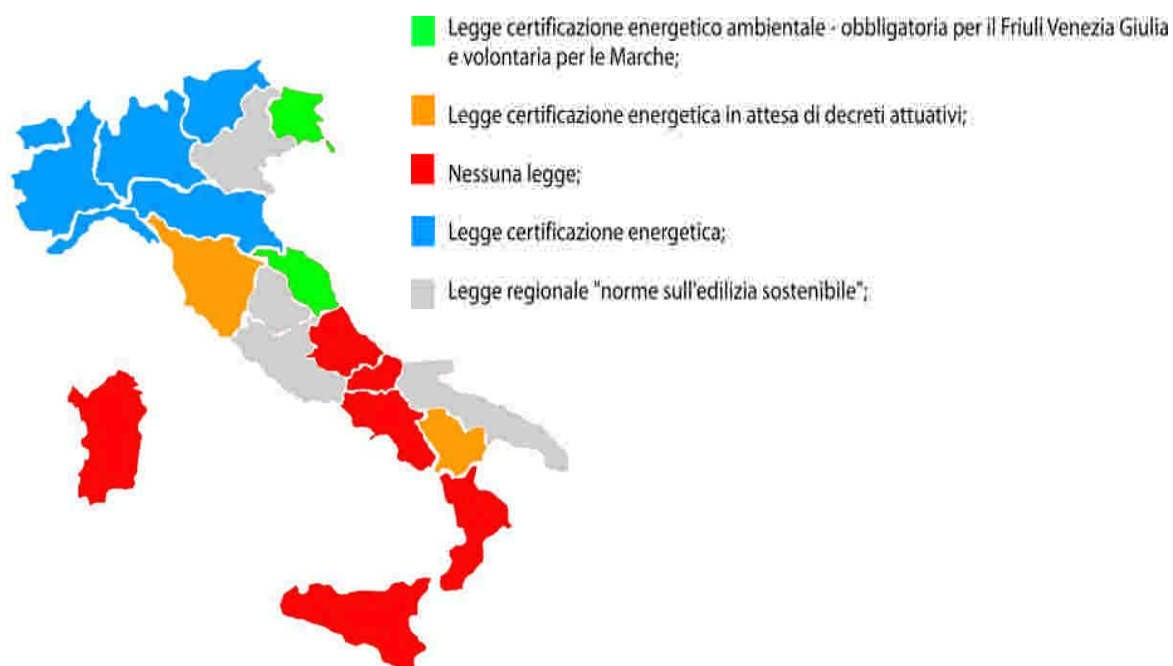 Legge certificazione energetico ambientale - obbligatoria per il Friuli Venezia Giulia
e volontaria per le Marche;
Legge certificazione energetica in attesa di decreti attuativi;
Nessuna legge;
Legge certificazione energetica;
Legge regionale "norme sull'edilizia sostenibile";